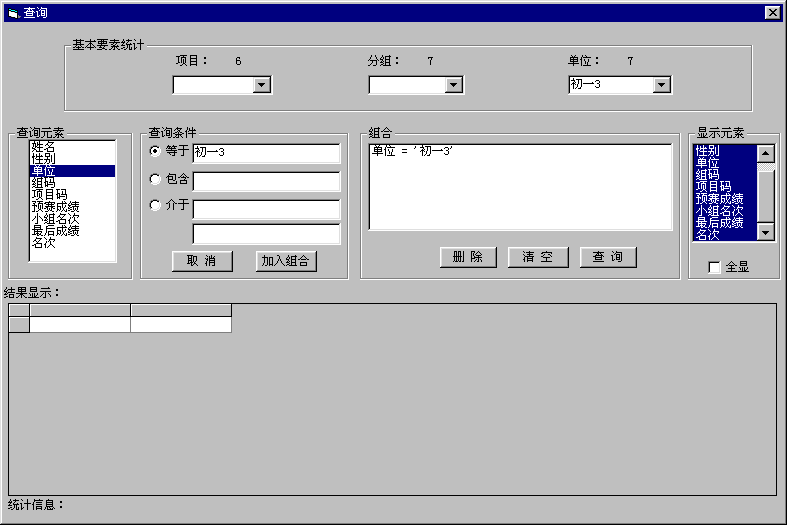 查询
基本要素统计
项目： 6
分组： 7
单位： 7
初一3
查询元素
姓名
性别
单位
组码
项目码
预赛成绩
小组名次
最后成绩
名次
查询条件
等于 初一3
包含
介于
取 消
加入组合
组合
单位 = '初一3'
删 除
清 空
查 询
显示元素
性别
单位
组码
项目码
预赛成绩
小组名次
最后成绩
名次
全显
结果显示：
统计信息：